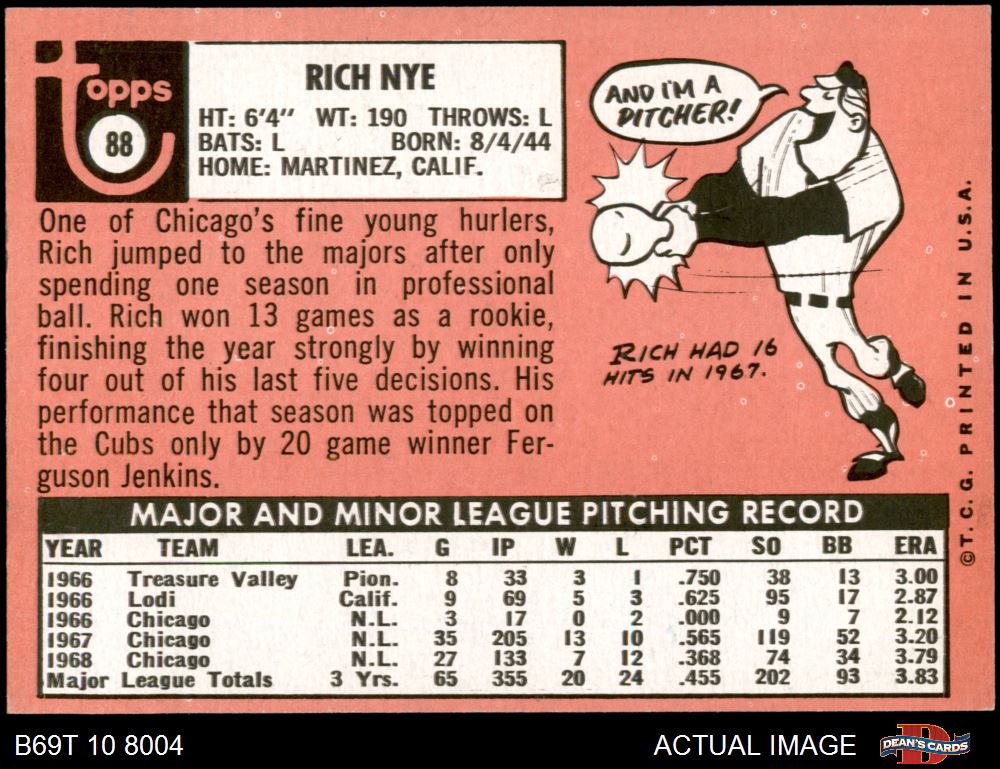 topps
88
RICH NYE
HT: 6'4" WT: 190 THROWS: L
BATS: L BORN: 8/4/44
HOME: MARTINEZ, CALIF.
AND I'M A
PITCHER!
One of Chicago's fine young hurlers,
Rich jumped to the majors after only
spending one season in professional
ball. Rich won 13 games as a rookie,
finishing the year strongly by winning
four out of his last five decisions. His
performance that season was topped on
the Cubs only by 20 game winner Fer-
guson Jenkins.
RICH HAD 16
HITS IN 1967.
©T.C.G. PRINTED IN U.S.A.
MAJOR AND MINOR LEAGUE PITCHING RECORD
YEAR TEAM LEA. G IP W L PCT SO BB ERA
1966 Treasure Valley Pion. 8 33 3 1 .750 38 13 3.00
1966 Lodi Calif. 9 69 5 3 .625 95 17 2.87
1966 Chicago N.L. 3 17 0 2 .000 9 7 2.12
1967 Chicago N.L. 35 205 13 10 .565 119 52 3.20
1968 Chicago N.L. 27 133 7 12 .368 74 34 3.79
Major League Totals 3 Yrs. 65 355 20 24 .455 202 93 3.83
B69T 10 8004
ACTUAL IMAGE
DEAN'S CARDS